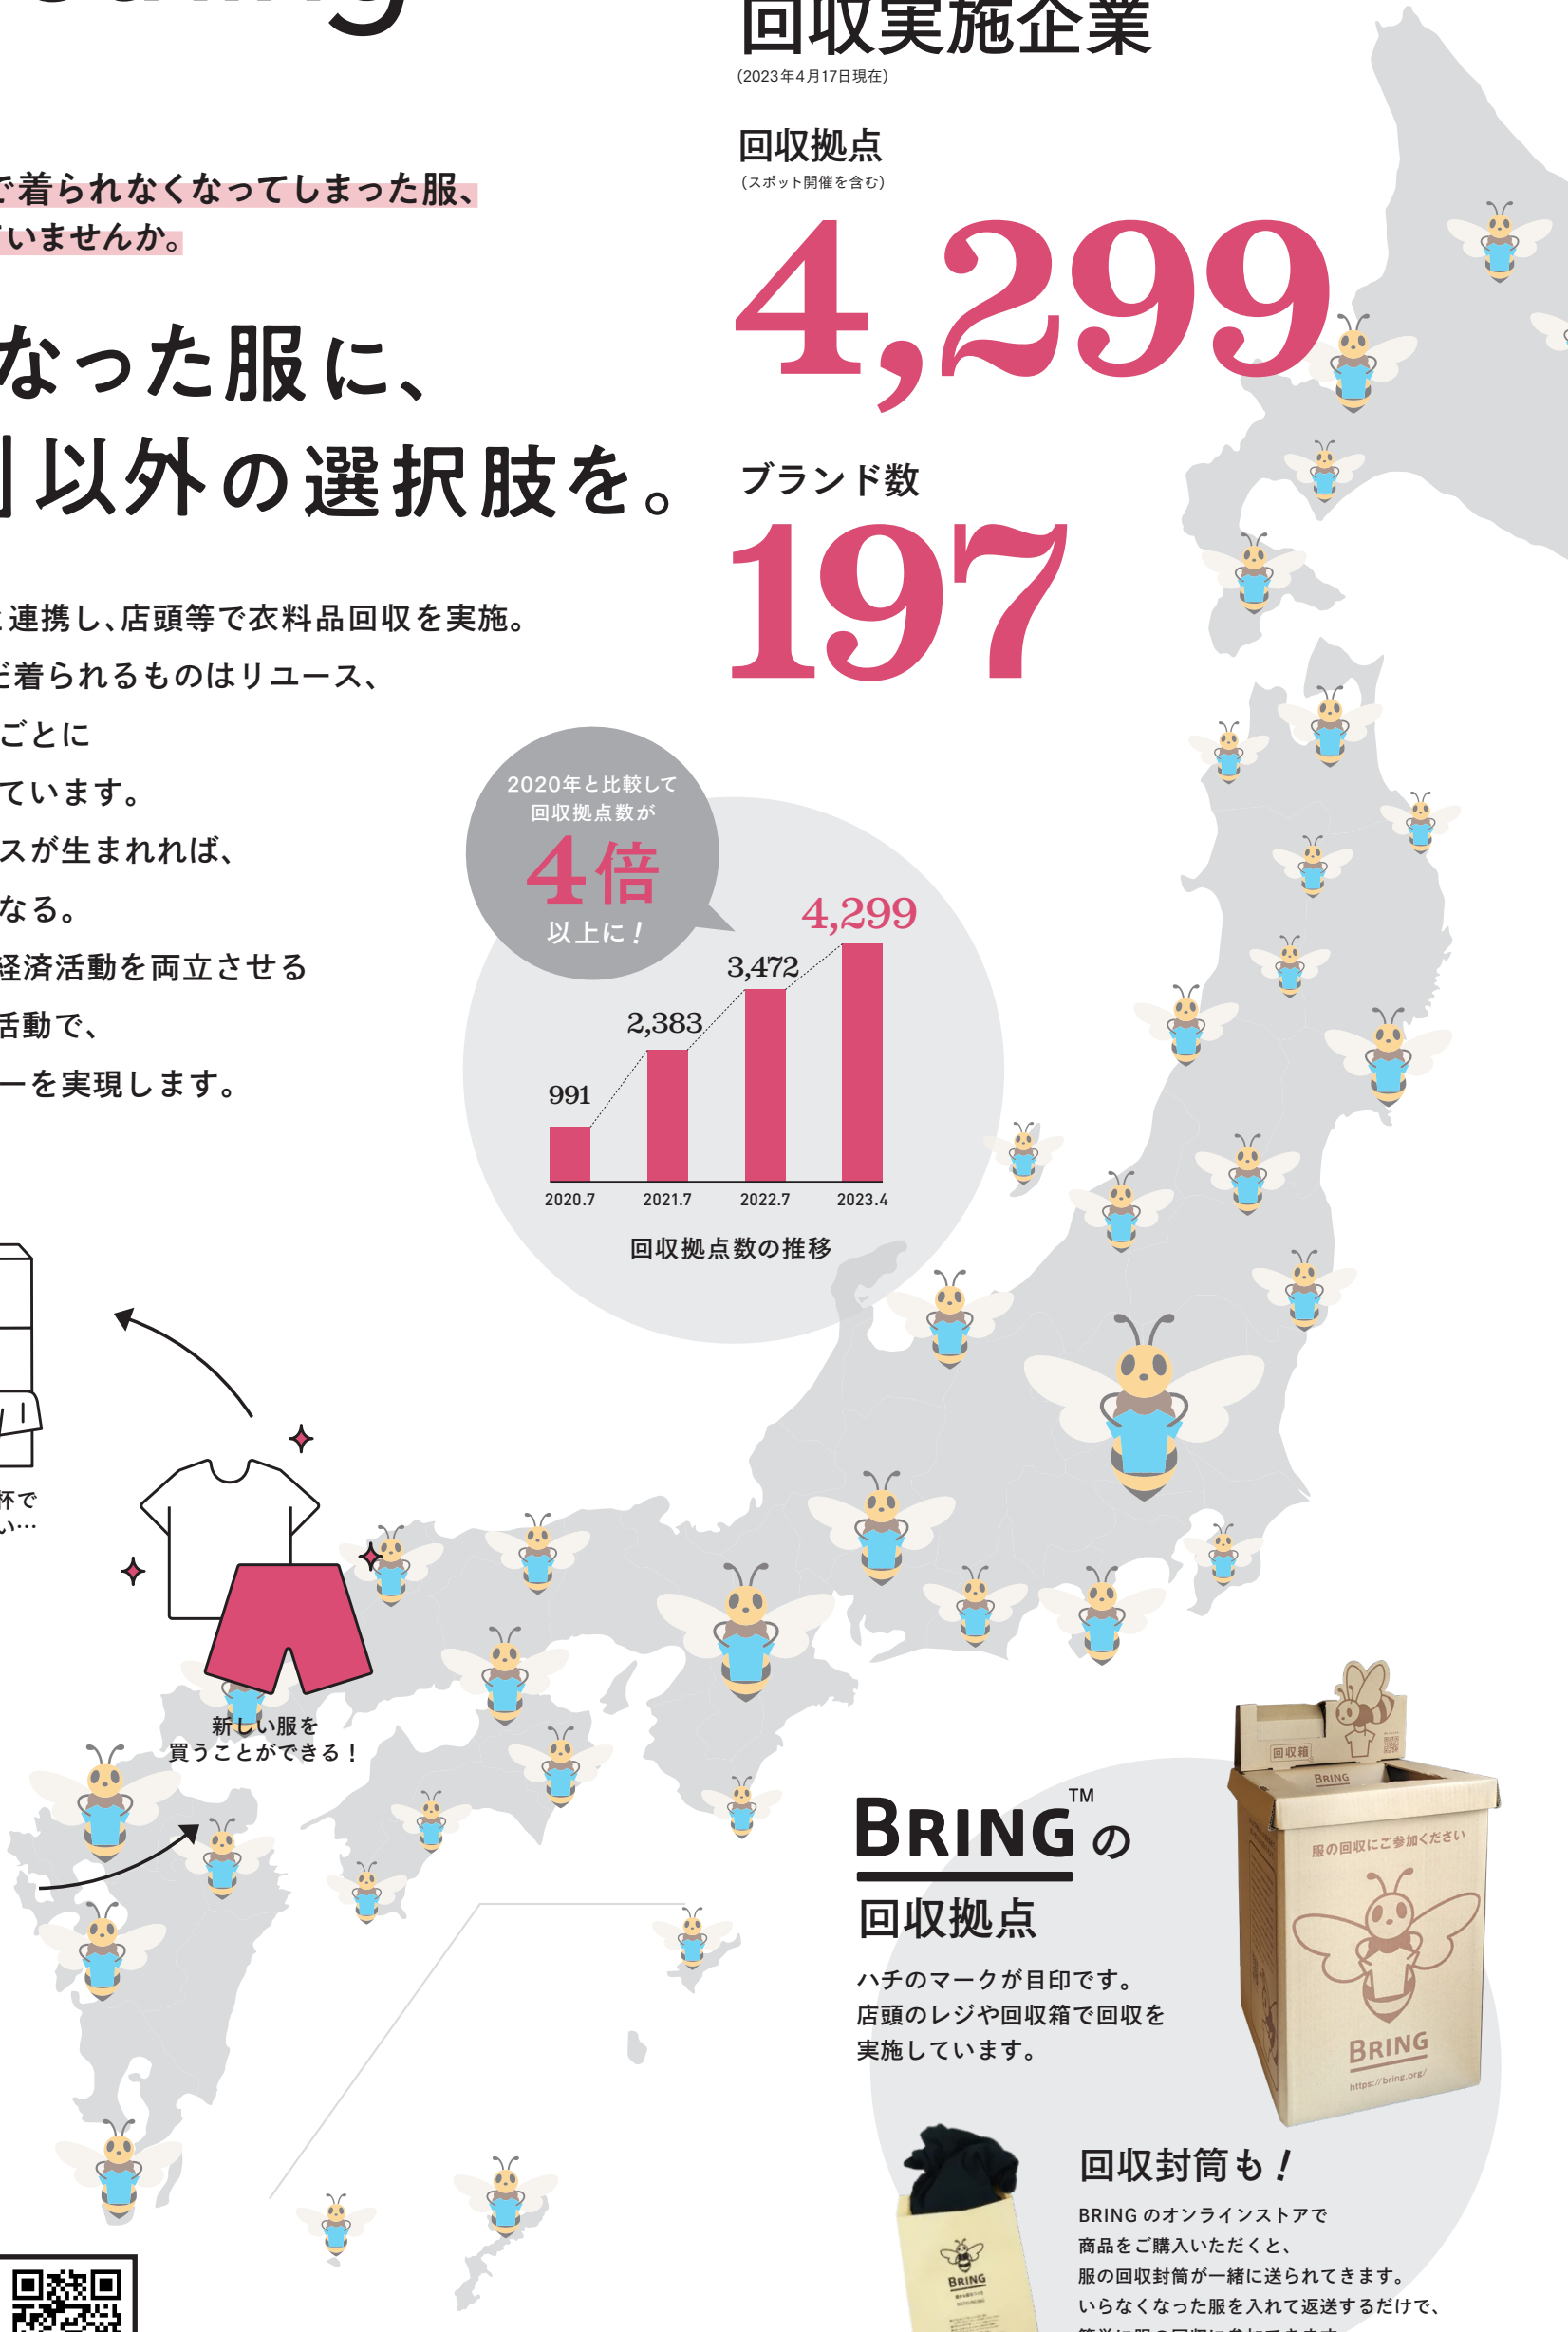 回収実施企業
(2023年4月17日現在)
回収拠点
(スポット開催を含む)
4,299
ブランド数
197
で着られなくなってしまった服、
いませんか。
なった服に、
以外の選択肢を。
連携し、店頭等で衣料品回収を実施。
着られるものはリユース、
ごとに
ています。
スが生まれれば、
なる。
経済活動を両立させる
活動で、
ーを実現します。
2020年と比較して
回収拠点数が
4倍
以上に!
4,299
3,472
2,383
991
2020.7 2021.7 2022.7 2023.4
回収拠点数の推移
杯で
い…
新しい服を
買うことができる!
BRING™の
回収拠点
ハチのマークが目印です。
店頭のレジや回収箱で回収を
実施しています。
回収箱
BRING
服の回収にご参加ください
BRING
https://bring.org/
回収封筒も!
BRING のオンラインストアで
商品をご購入いただくと、
服の回収封筒が一緒に送られてきます。
いらなくなった服を入れて返送するだけで、
BRING